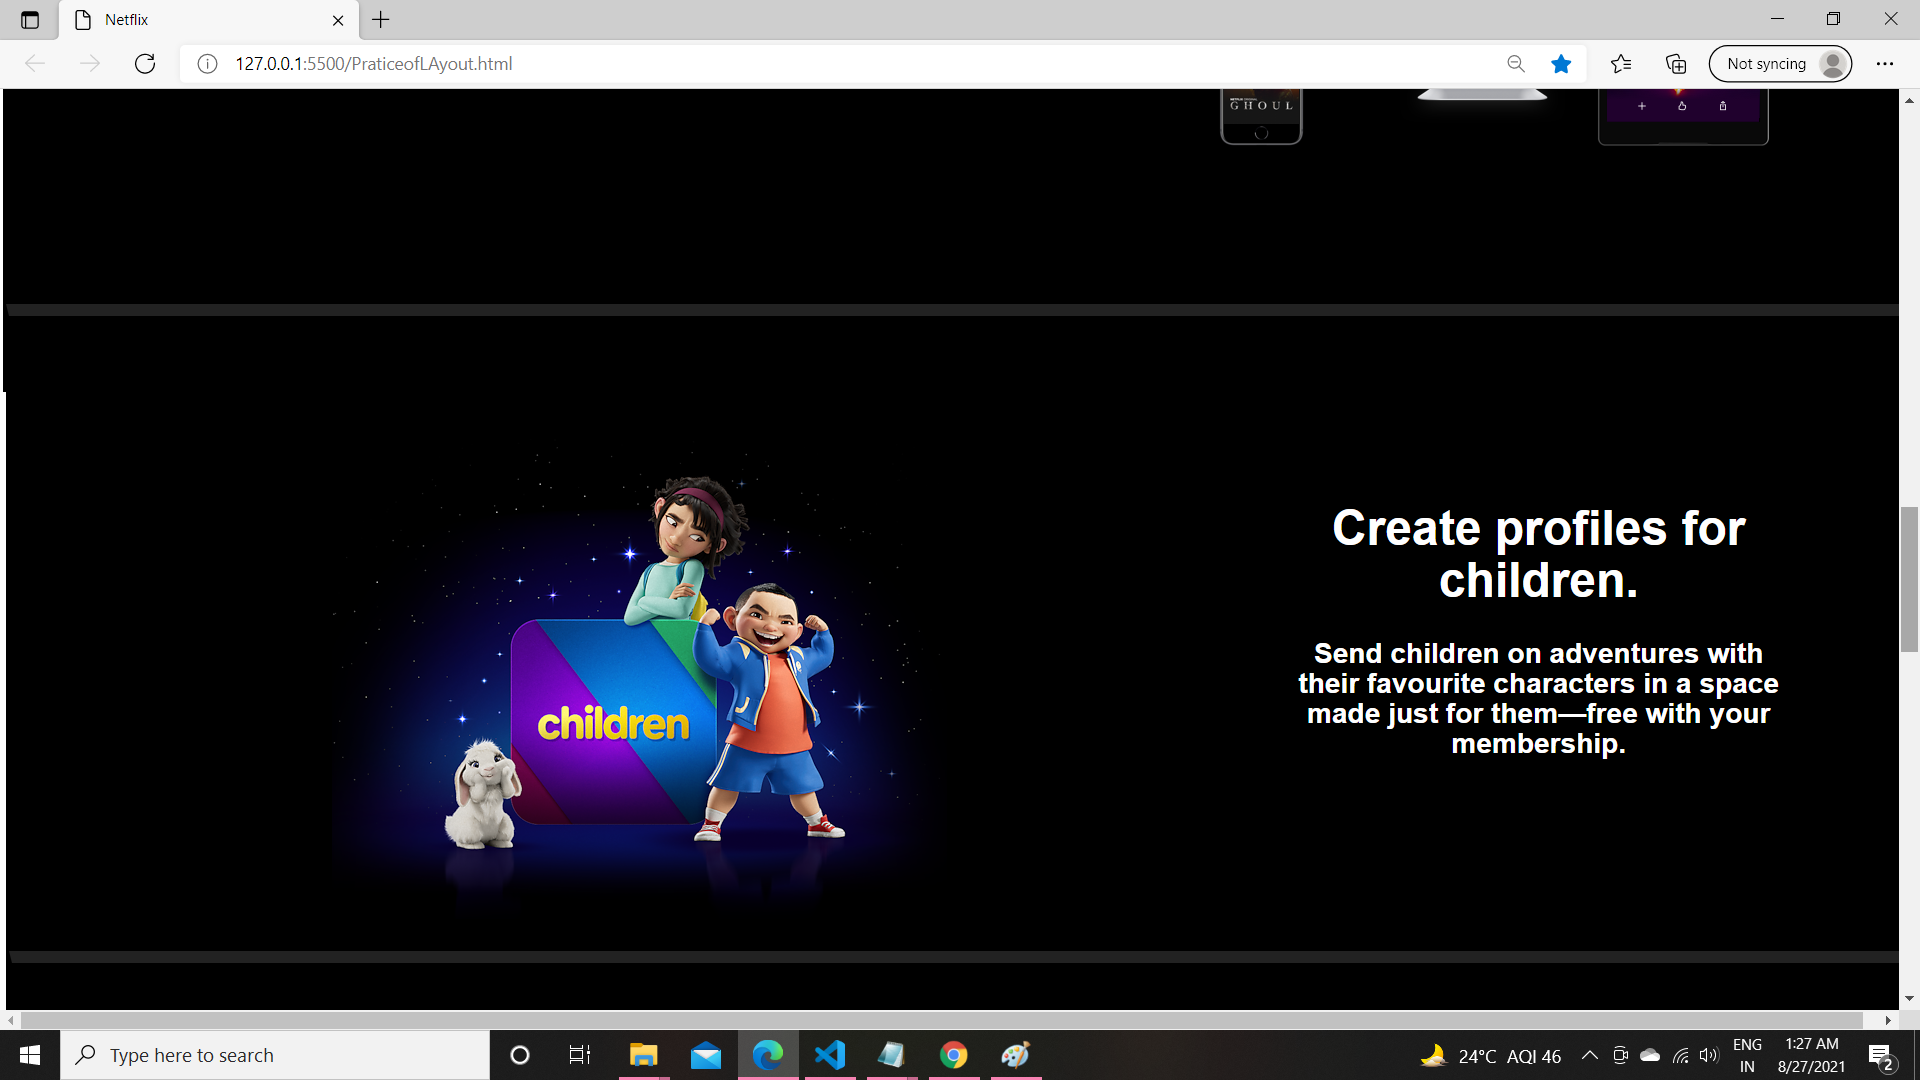 Netflix
127.0.0.1:5500/PraticeofLAyout.html
Not syncing
GHOUL
Create profiles for
children.
Send children on adventures with
their favourite characters in a space
made just for them—free with your
membership.
children
Type here to search
24°C AQI 46
ENG
IN
1:27 AM
8/27/2021
2